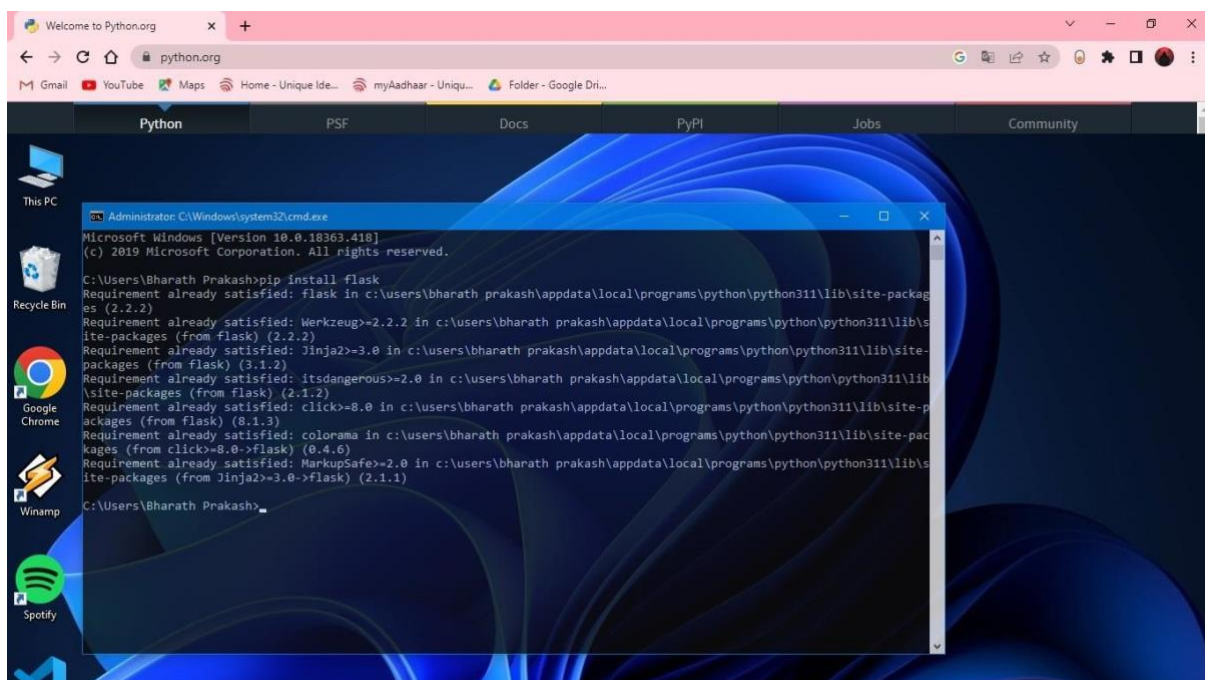 Welcome to Python.org
python.org
Gmail
YouTube
Maps
Home - Unique Ide...
myAadhaar - Uniqu...
Folder - Google Dri...
Python
PSF
Docs
PyPI
Jobs
Community
This PC
Recycle Bin
Google
Chrome
Winamp
Spotify
Administrator: C:\Windows\system32\cmd.exe
Microsoft Windows [Version 10.0.18363.418]
(c) 2019 Microsoft Corporation. All rights reserved.
C:\Users\Bharath Prakash>pip install flask
Requirement already satisfied: flask in c:\users\bharath prakash\appdata\local\programs\python\python311\lib\site-packag
es (2.2.2)
Requirement already satisfied: Werkzeug>=2.2.2 in c:\users\bharath prakash\appdata\local\programs\python\python311\lib\s
ite-packages (from flask) (2.2.2)
Requirement already satisfied: Jinja2>=3.0 in c:\users\bharath prakash\appdata\local\programs\python\python311\lib\site-
packages (from flask) (3.1.2)
Requirement already satisfied: itsdangerous>=2.0 in c:\users\bharath prakash\appdata\local\programs\python\python311\lib
\site-packages (from flask) (2.1.2)
Requirement already satisfied: click>=8.0 in c:\users\bharath prakash\appdata\local\programs\python\python311\lib\site-p
ackages (from flask) (8.1.3)
Requirement already satisfied: colorama in c:\users\bharath prakash\appdata\local\programs\python\python311\lib\site-pac
kages (from click>=8.0->flask) (0.4.6)
Requirement already satisfied: MarkupSafe>=2.0 in c:\users\bharath prakash\appdata\local\programs\python\python311\lib\s
ite-packages (from Jinja2>=3.0->flask) (2.1.1)
C:\Users\Bharath Prakash>